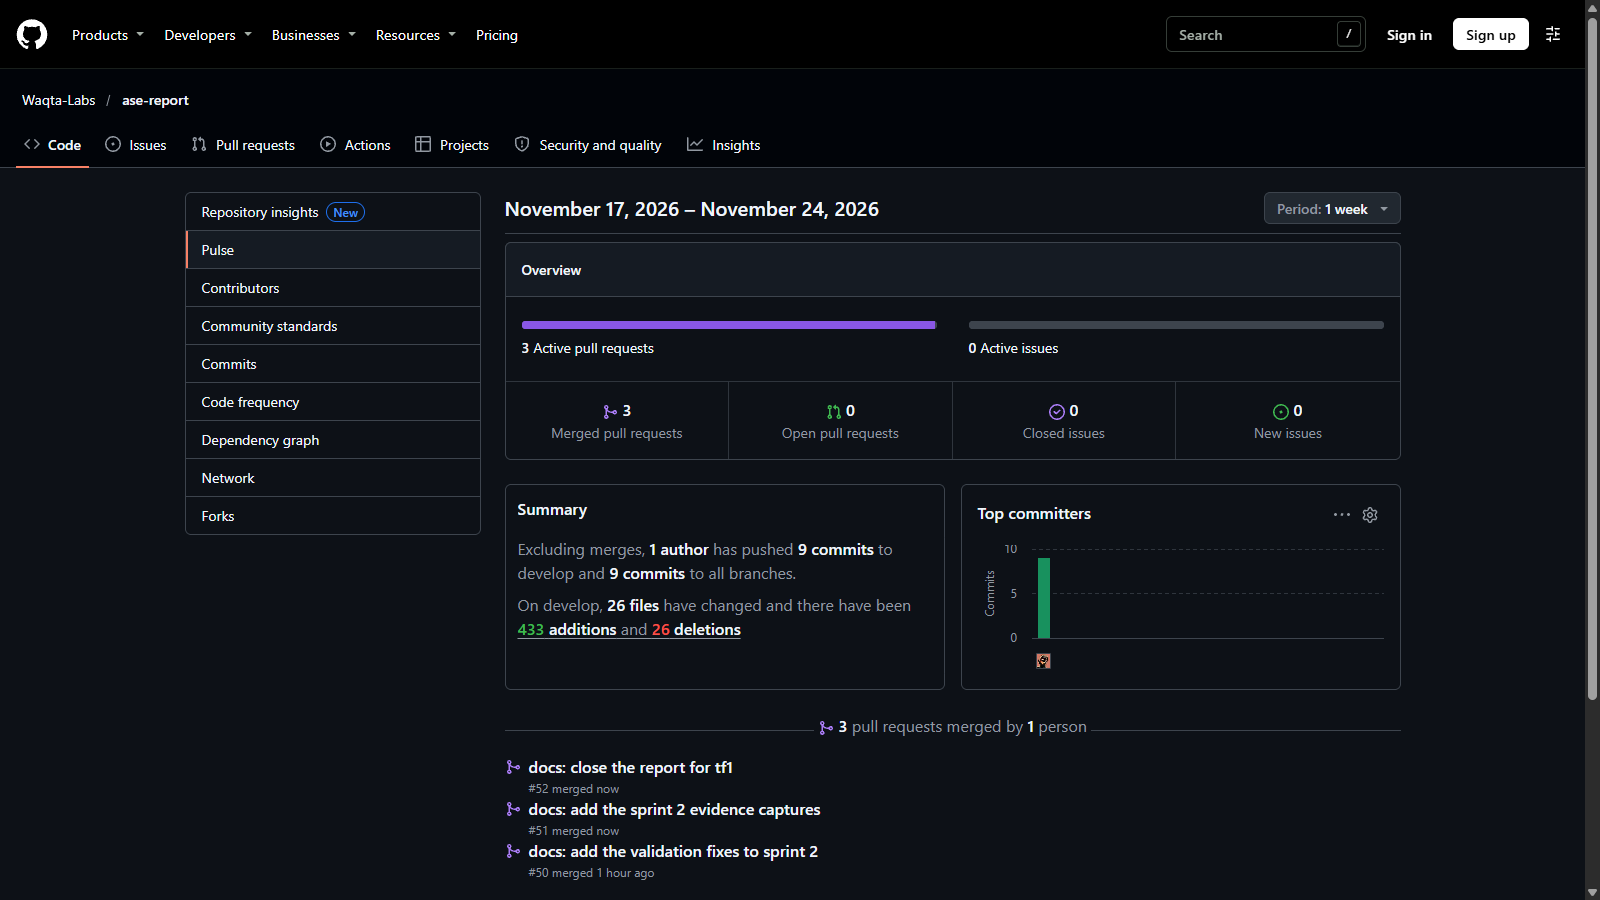 Products Developers Businesses Resources Pricing Search / Sign in Sign up
Waqta-Labs / ase-report
Code Issues Pull requests Actions Projects Security and quality Insights
Repository insights New
Pulse
Contributors
Community standards
Commits
Code frequency
Dependency graph
Network
Forks
November 17, 2026 – November 24, 2026
Period: 1 week
Overview
3 Active pull requests
0 Active issues
3
Merged pull requests
0
Open pull requests
0
Closed issues
0
New issues
Summary
Excluding merges, 1 author has pushed 9 commits to
develop and 9 commits to all branches.
On develop, 26 files have changed and there have been
433 additions and 26 deletions
Top committers
Commits
10
5
0
3 pull requests merged by 1 person
docs: close the report for tf1
#52 merged now
docs: add the sprint 2 evidence captures
#51 merged now
docs: add the validation fixes to sprint 2
#50 merged 1 hour ago